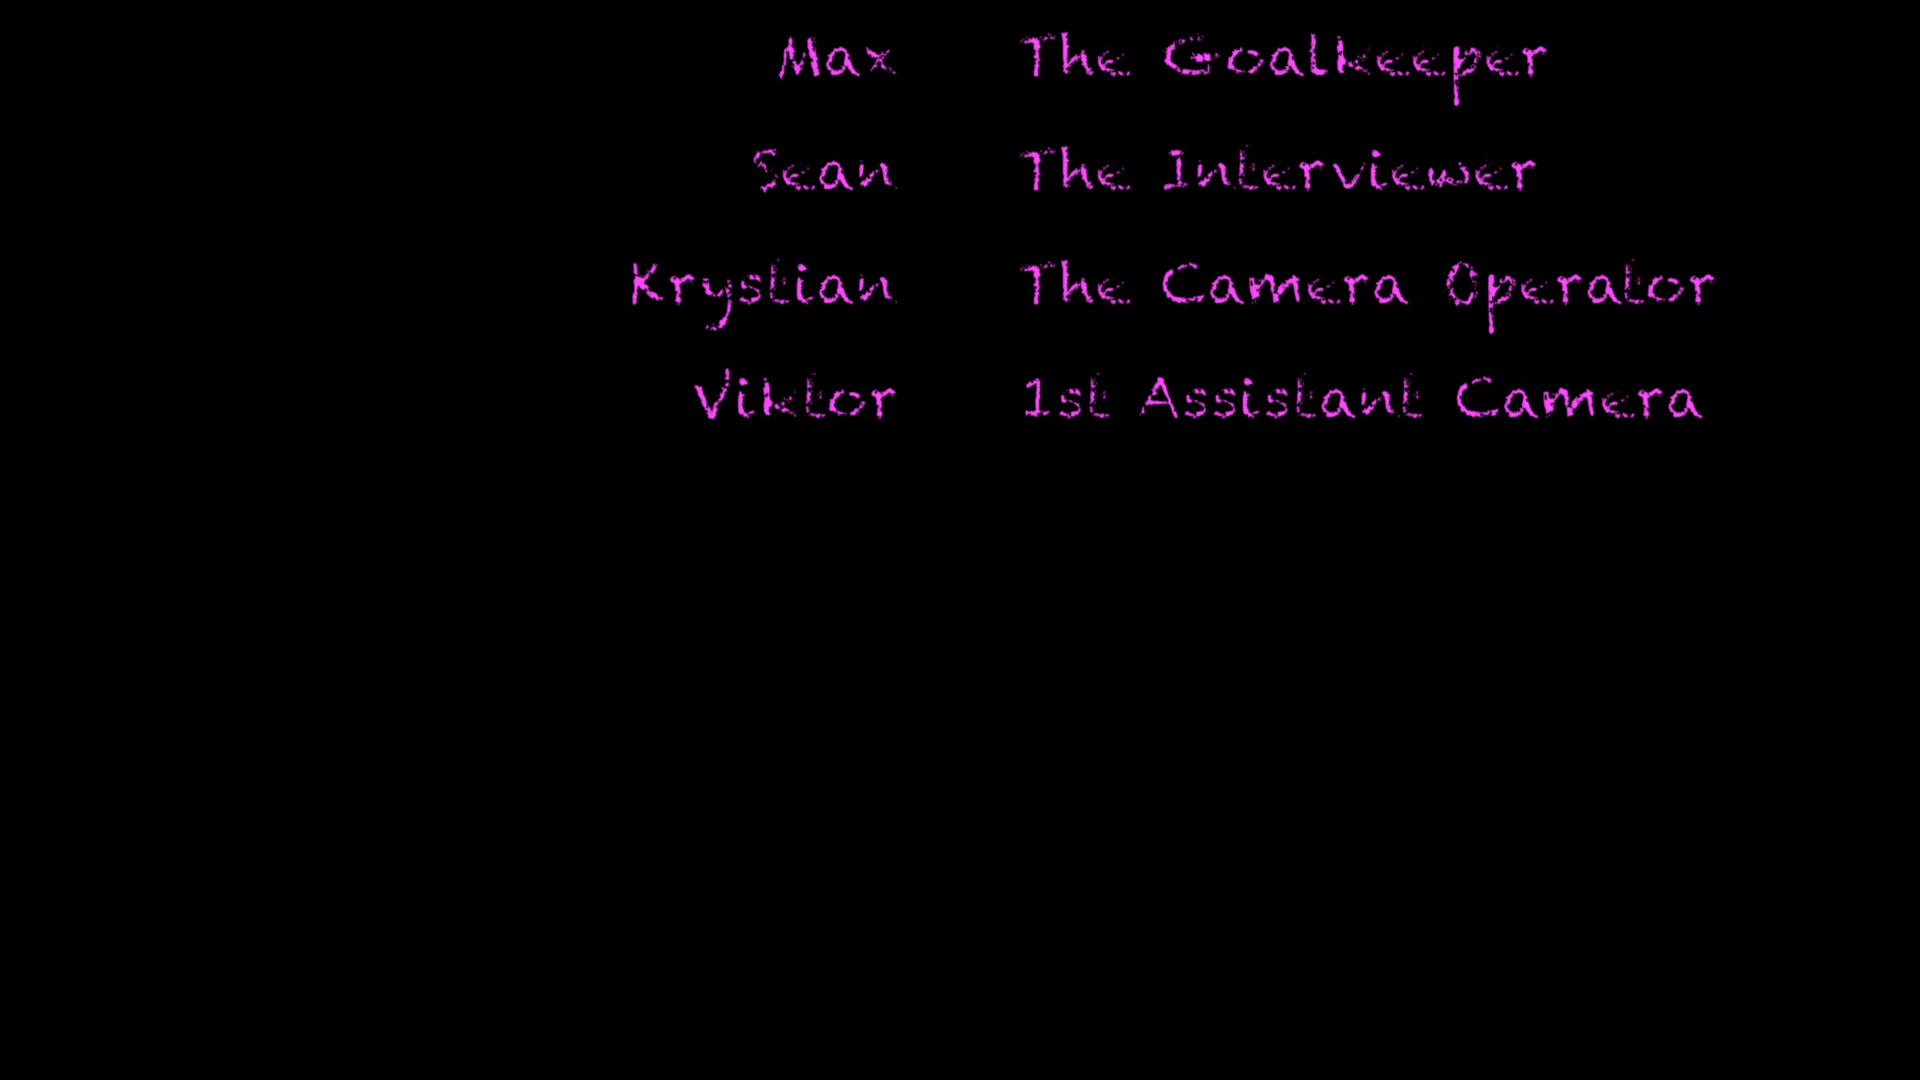 Max The Goalkeeper
Sean The Interviewer
Krystian The Camera Operator
Viktor 1st Assistant Camera